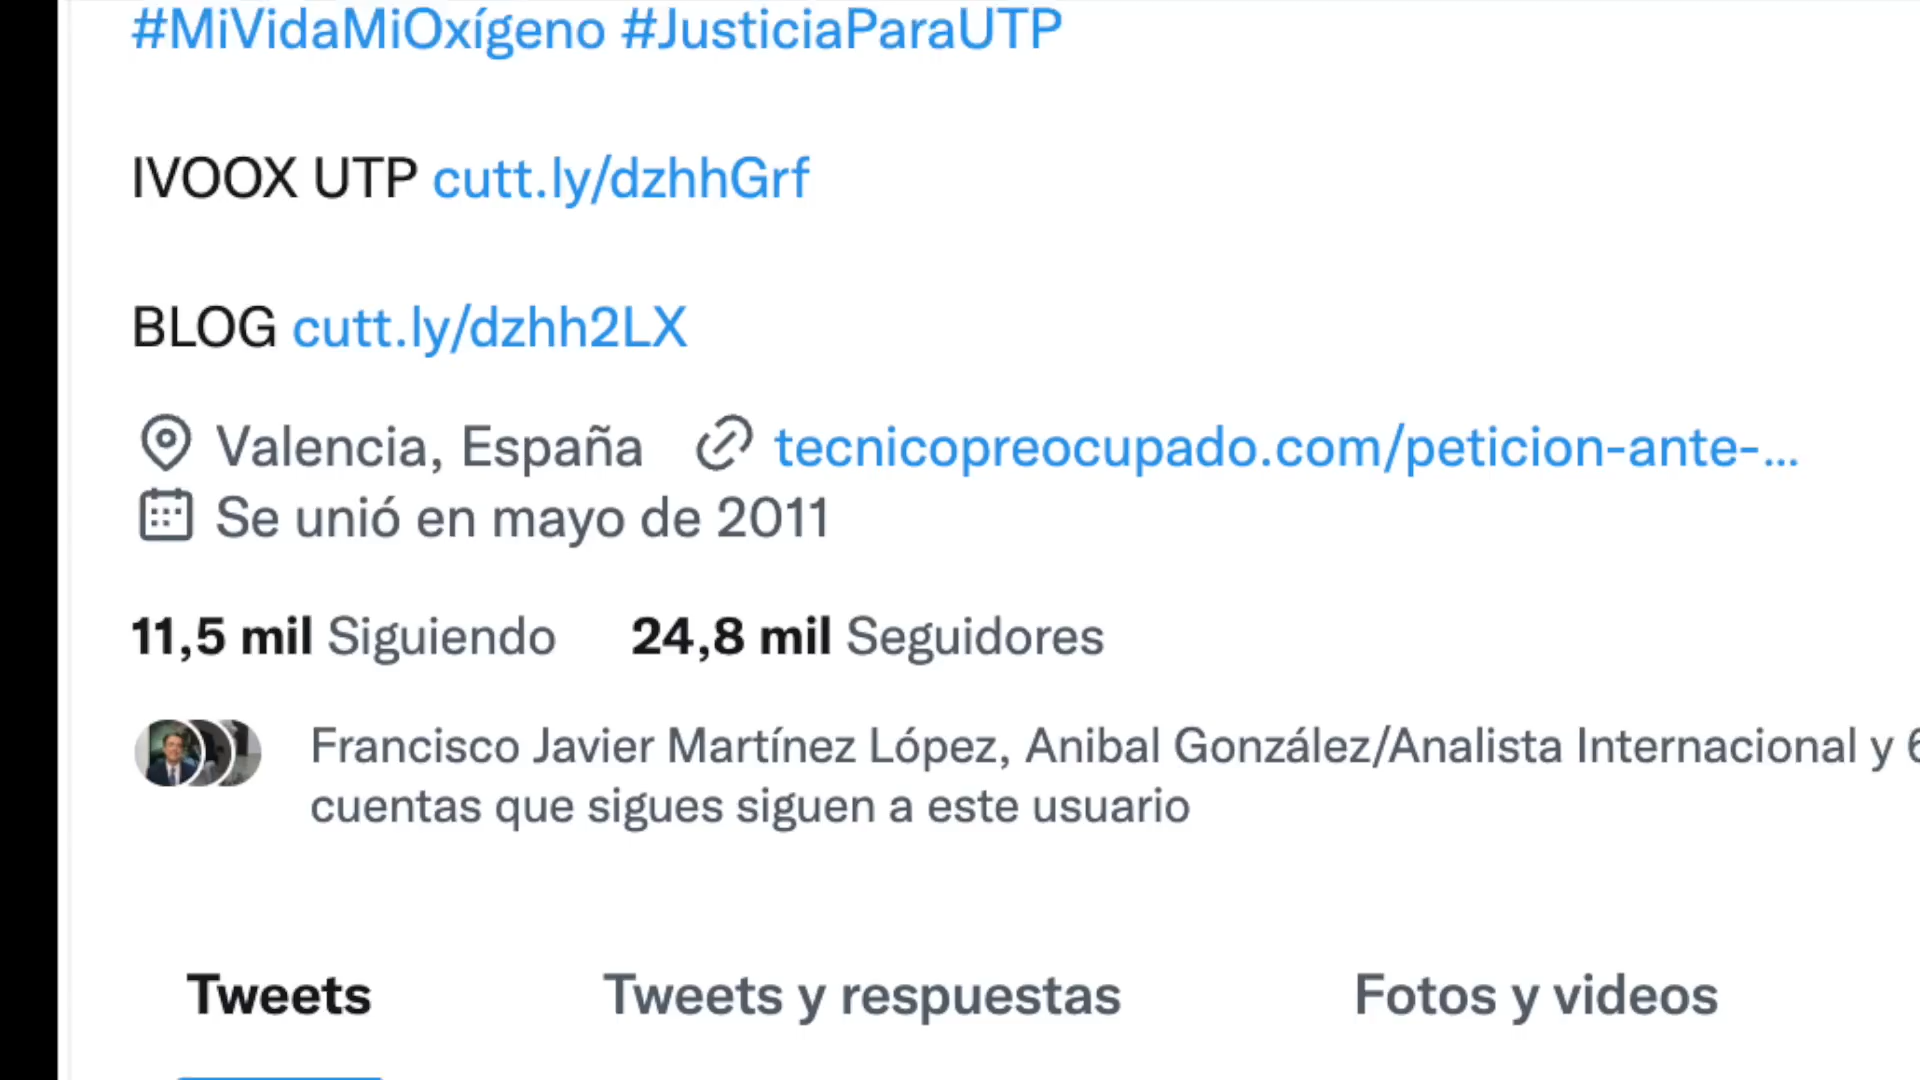 #MiVidaMiOxígeno #JusticiaParaUTP
IVOOX UTP cutt.ly/dzhhGrf
BLOG cutt.ly/dzhh2LX
Valencia, España tecnicopreocupado.com/peticion-ante-...
Se unió en mayo de 2011
11,5 mil Siguiendo 24,8 mil Seguidores
Francisco Javier Martínez López, Anibal González/Analista Internacional y
cuentas que sigues siguen a este usuario
Tweets Tweets y respuestas Fotos y videos